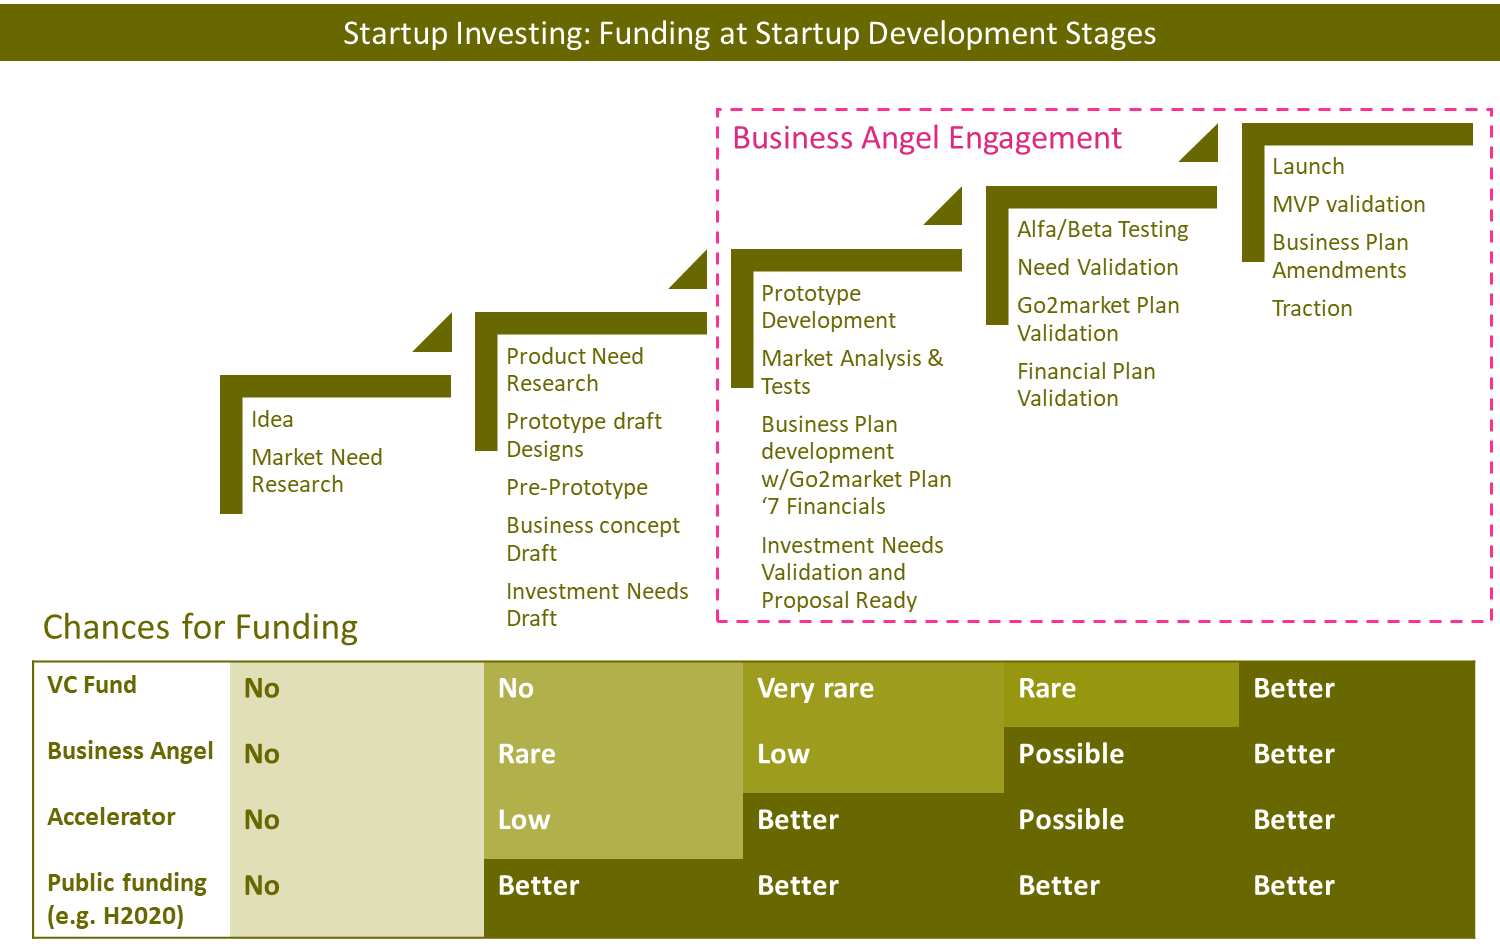 Startup Investing: Funding at Startup Development Stages
Business Angel Engagement
Idea
Market Need
Research
Product Need
Research
Prototype draft
Designs
Pre-Prototype
Business concept
Draft
Investment Needs
Draft
Prototype
Development
Market Analysis &
Tests
Business Plan
development
w/Go2market Plan
‘7 Financials
Investment Needs
Validation and
Proposal Ready
Alfa/Beta Testing
Need Validation
Go2market Plan
Validation
Financial Plan
Validation
Launch
MVP validation
Business Plan
Amendments
Traction
Chances for Funding
VC Fund No No Very rare Rare Better
Business Angel No Rare Low Possible Better
Accelerator No Low Better Possible Better
Public funding No Better Better Better Better
(e.g. H2020)